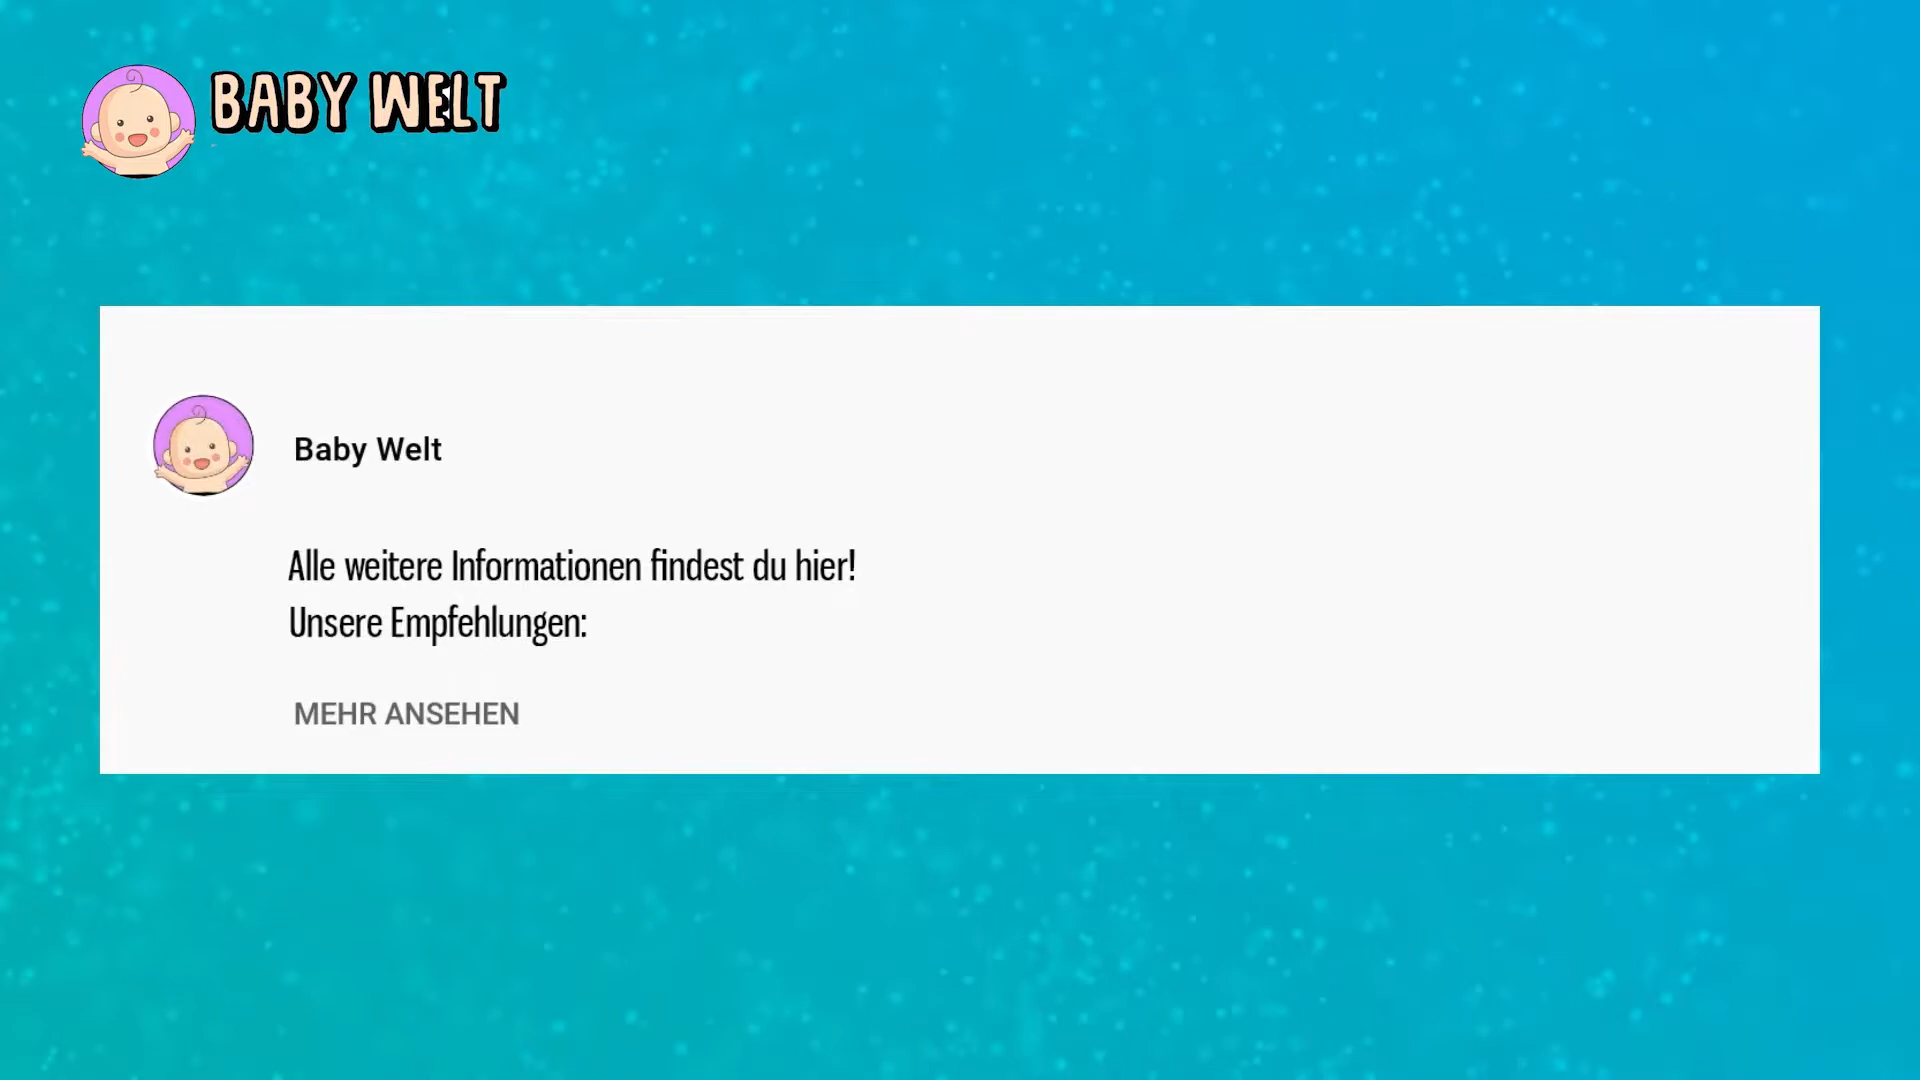 BABY WELT
Baby Welt
Alle weitere Informationen findest du hier!
Unsere Empfehlungen:
MEHR ANSEHEN